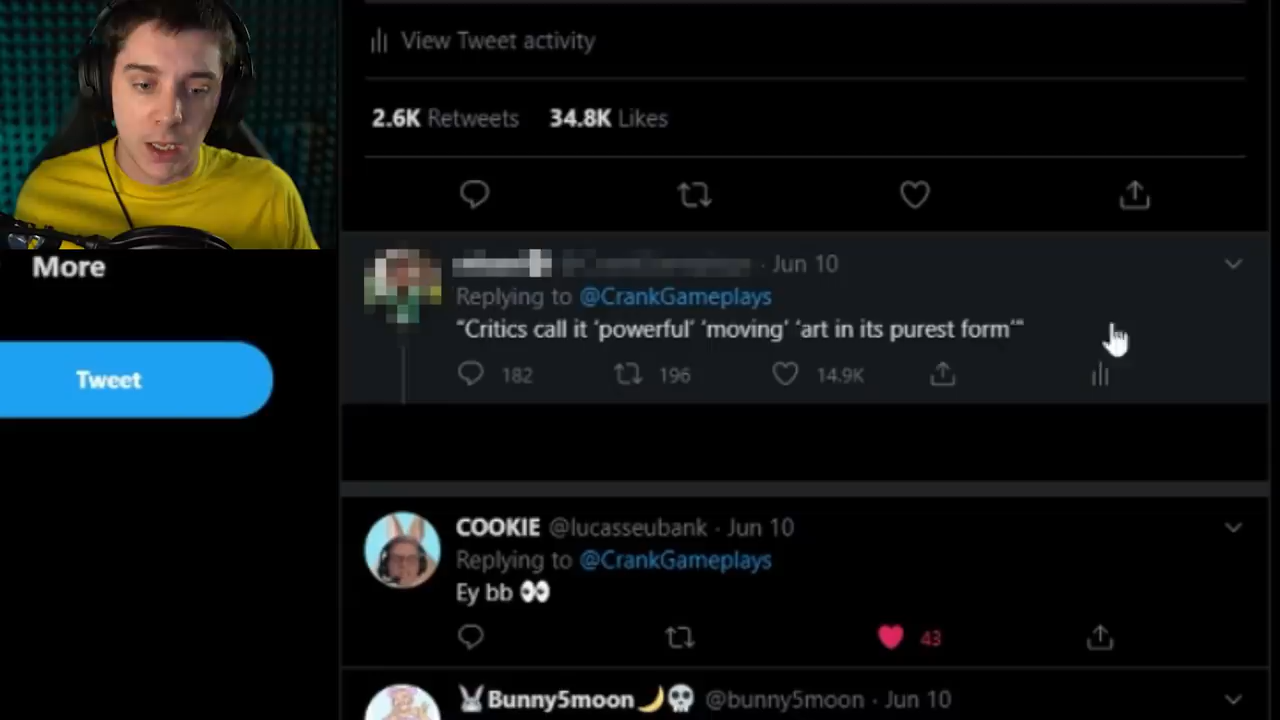 View Tweet activity
2.6K Retweets 34.8K Likes
More
Jun 10
Replying to @CrankGameplays
"Critics call it 'powerful' 'moving' 'art in its purest form'"
182 196 14.9K
Tweet
COOKIE @lucasseubank · Jun 10
Replying to @CrankGameplays
Ey bb 👀
43
🐰Bunny5moon🌙💀 @bunny5moon · Jun 10